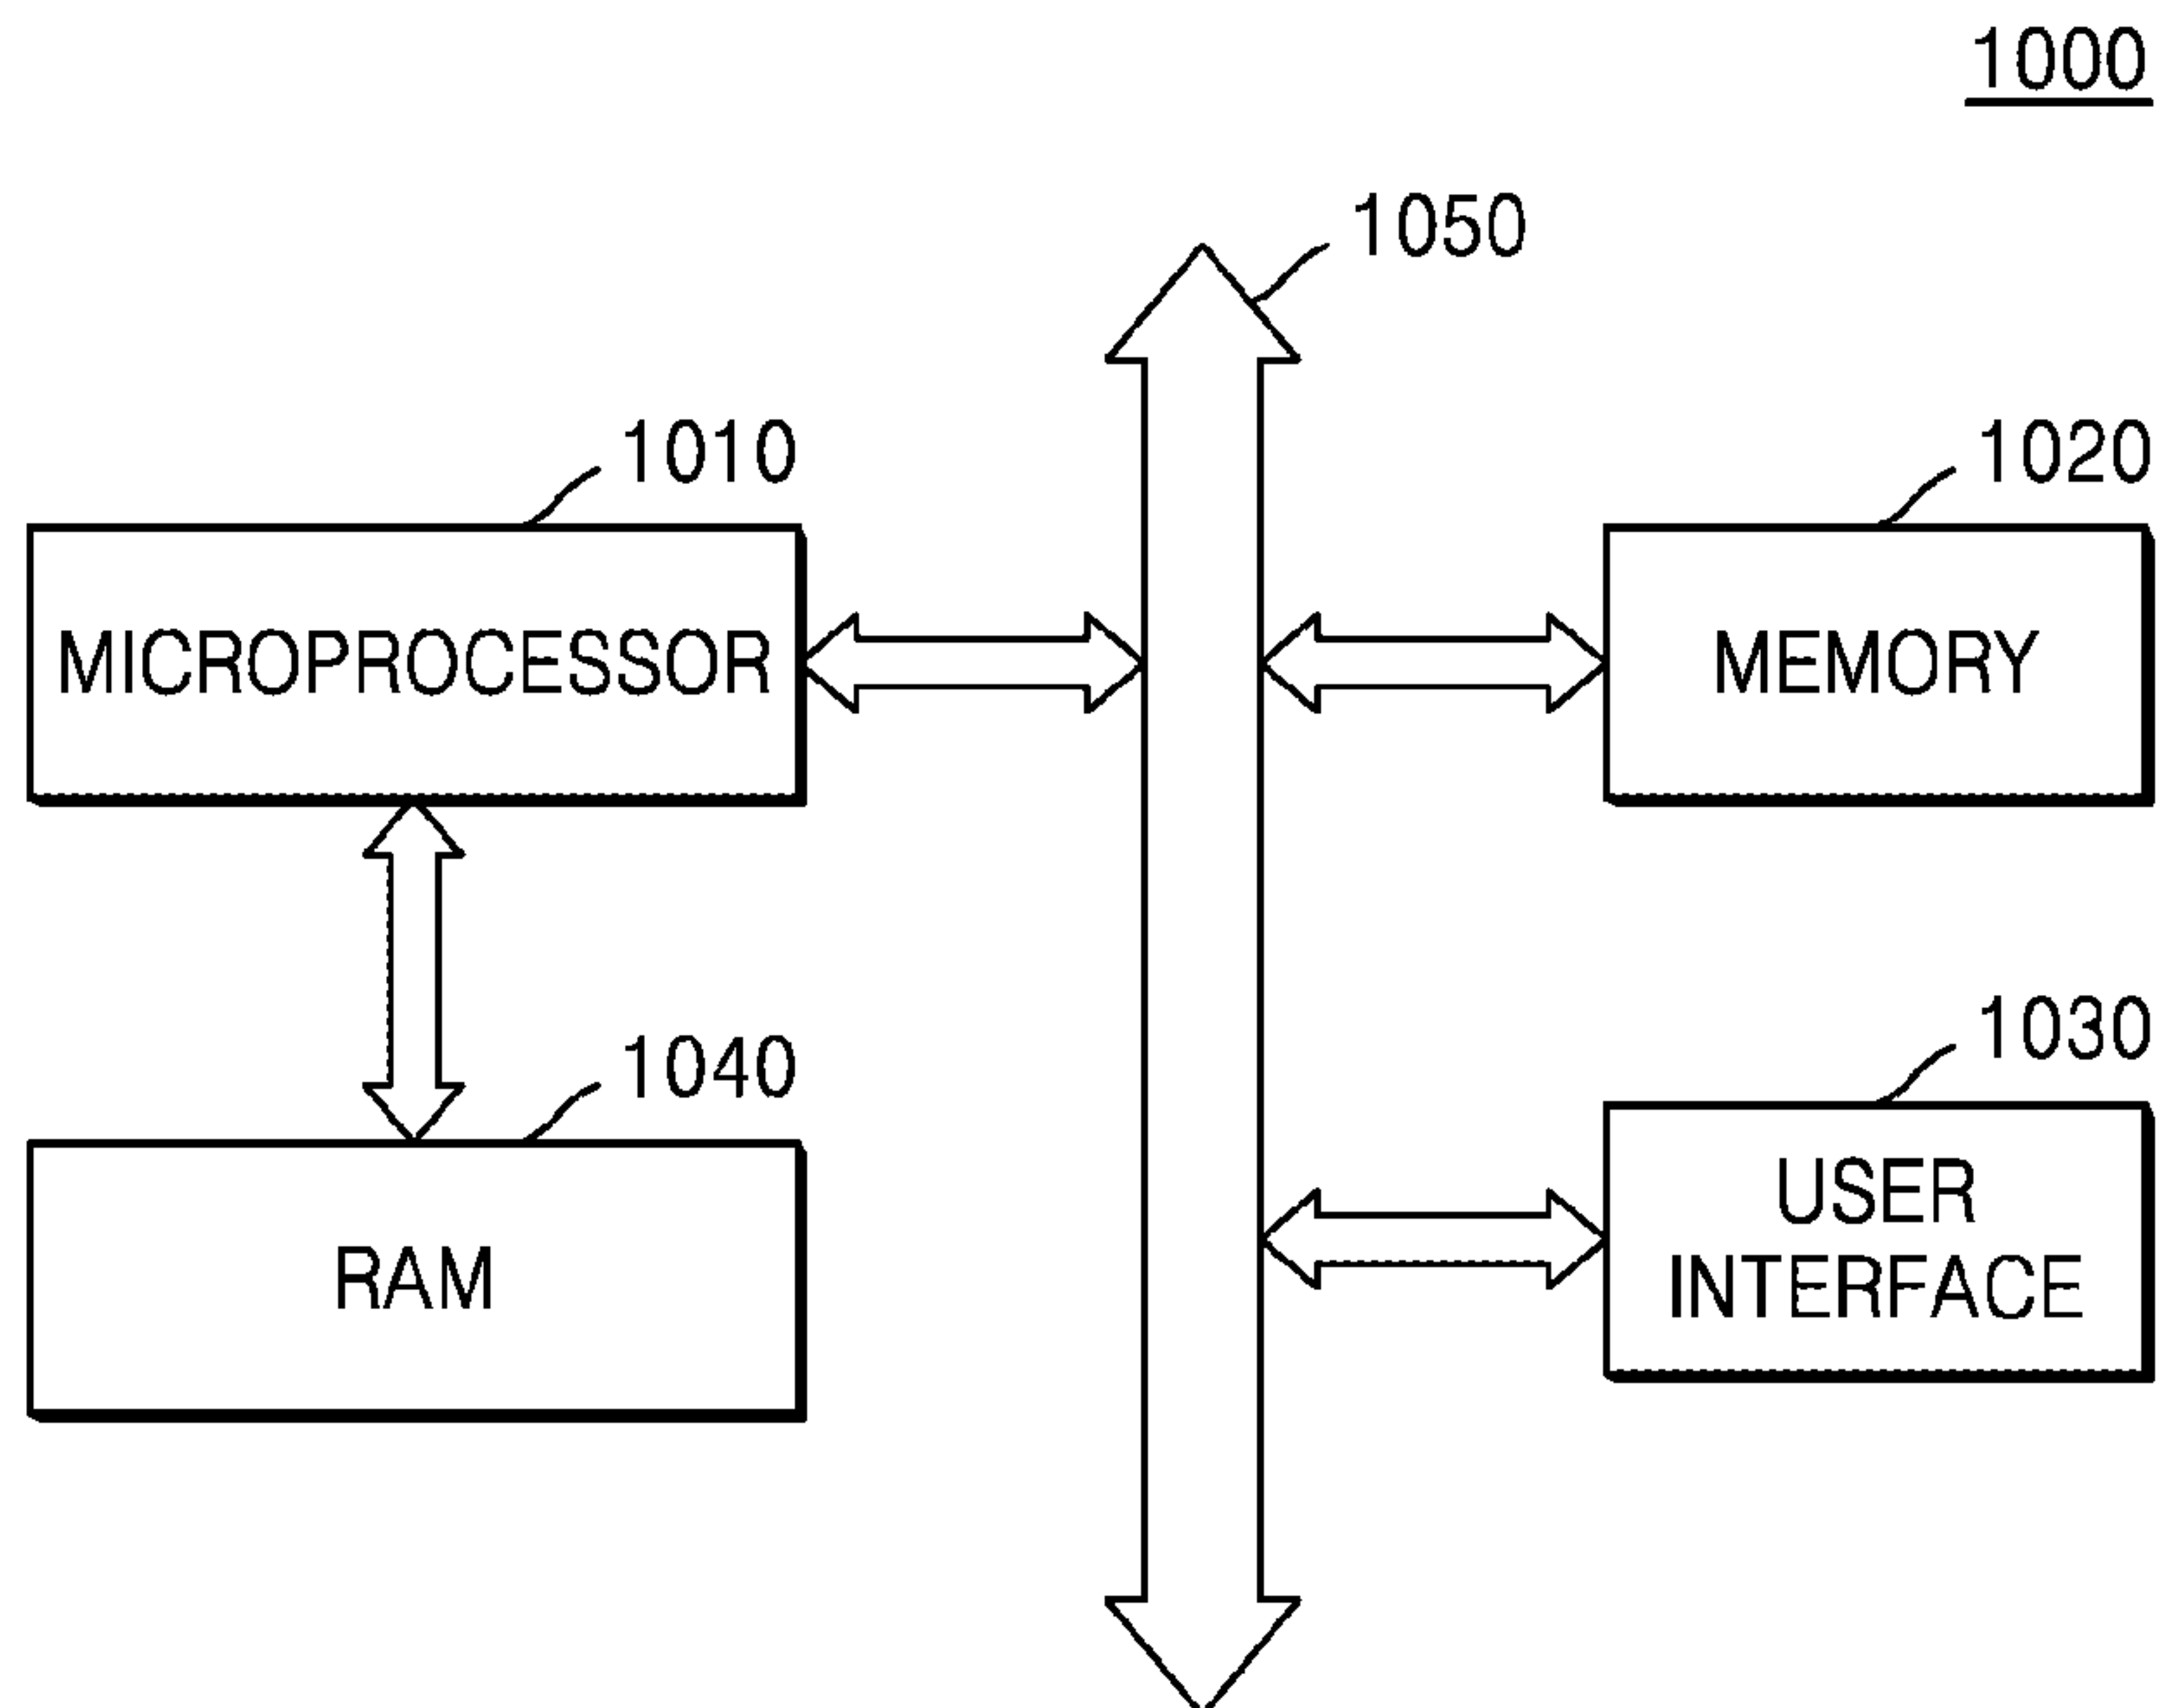 1000
1050
1010
1020
MICROPROCESSOR
MEMORY
1040
1030
RAM
USER
INTERFACE